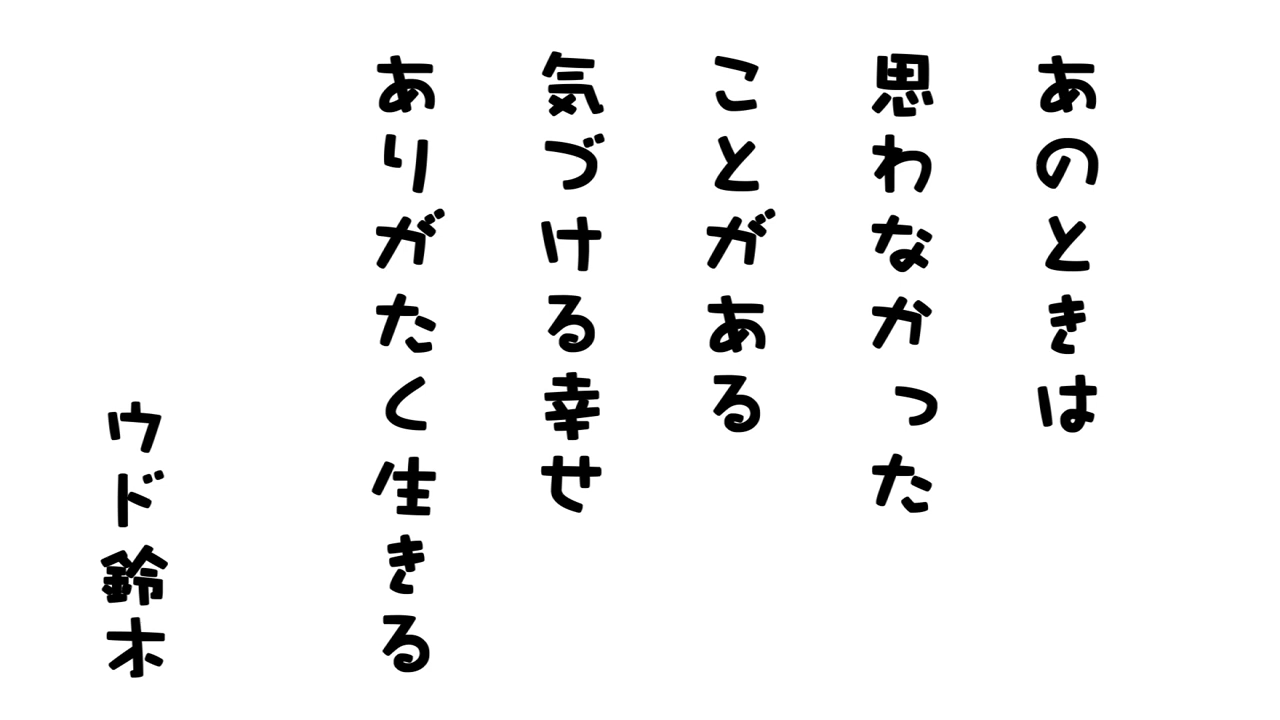 あのときは
思わなかった
ことがある
気づける幸せ
ありがたく生きる
ウド鈴木